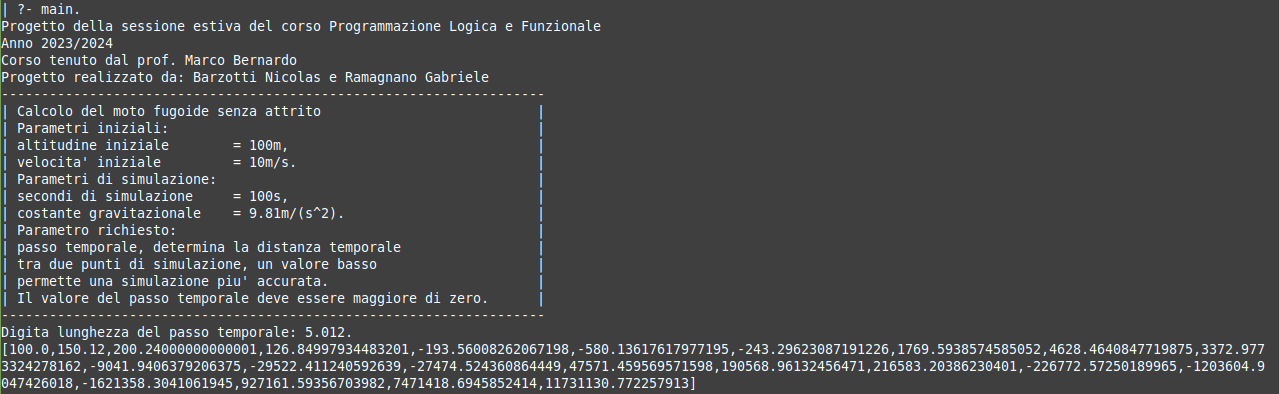 | ?- main.
Progetto della sessione estiva del corso Programmazione Logica e Funzionale
Anno 2023/2024
Corso tenuto dal prof. Marco Bernardo
Progetto realizzato da: Barzotti Nicolas e Ramagnano Gabriele
--------------------------------------------------------------------
| Calcolo del moto fugoide senza attrito                           |
| Parametri iniziali:                                              |
| altitudine iniziale        = 100m,                               |
| velocita' iniziale         = 10m/s.                              |
| Parametri di simulazione:                                        |
| secondi di simulazione     = 100s,                               |
| costante gravitazionale    = 9.81m/(s^2).                        |
| Parametro richiesto:                                             |
| passo temporale, determina la distanza temporale                 |
| tra due punti di simulazione, un valore basso                    |
| permette una simulazione piu' accurata.                          |
| Il valore del passo temporale deve essere maggiore di zero.      |
--------------------------------------------------------------------
Digita lunghezza del passo temporale: 5.012.
[100.0,150.12,200.24000000000001,126.84997934483201,-193.56008262067198,-580.13617617977195,-243.29623087191226,1769.5938574585052,4628.4640847719875,3372.977
3324278162,-9041.9406379206375,-29522.411240592639,-27474.524360864449,47571.459569571598,190568.96132456471,216583.20386230401,-226772.57250189965,-1203604.9
047426018,-1621358.3041061945,927161.59356703982,7471418.6945852414,11731130.772257913]